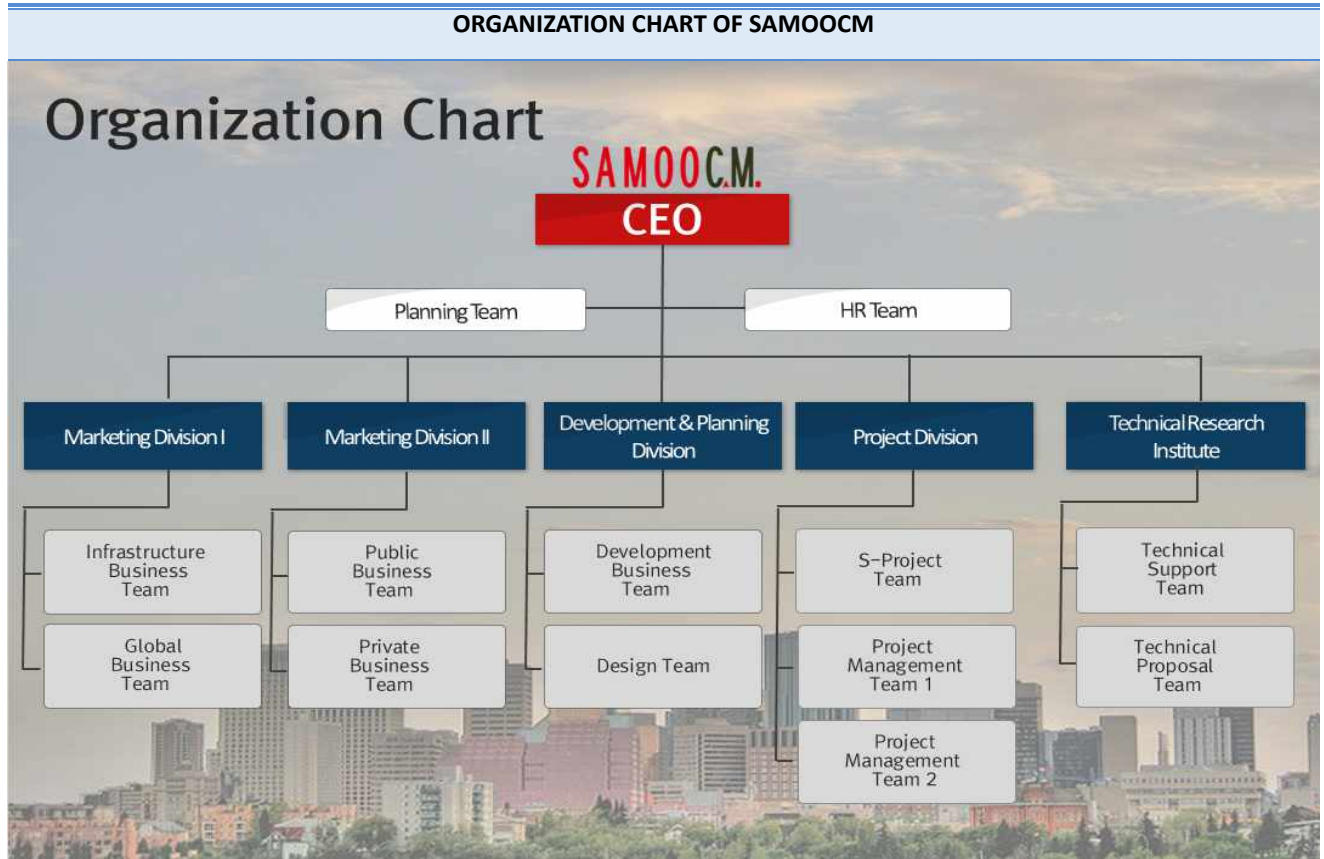 ORGANIZATION CHART OF SAMOOCM
Organization Chart
SAMOOC.M.
CEO
Planning Team
HR Team
Marketing Division I
Marketing Division II
Development & Planning
Division
Project Division
Technical Research
Institute
Infrastructure
Business
Team
Public
Business
Team
Development
Business
Team
S-Project
Team
Technical
Support
Team
Global
Business
Team
Private
Business
Team
Design Team
Project
Management
Team 1
Technical
Proposal
Team
Project
Management
Team 2